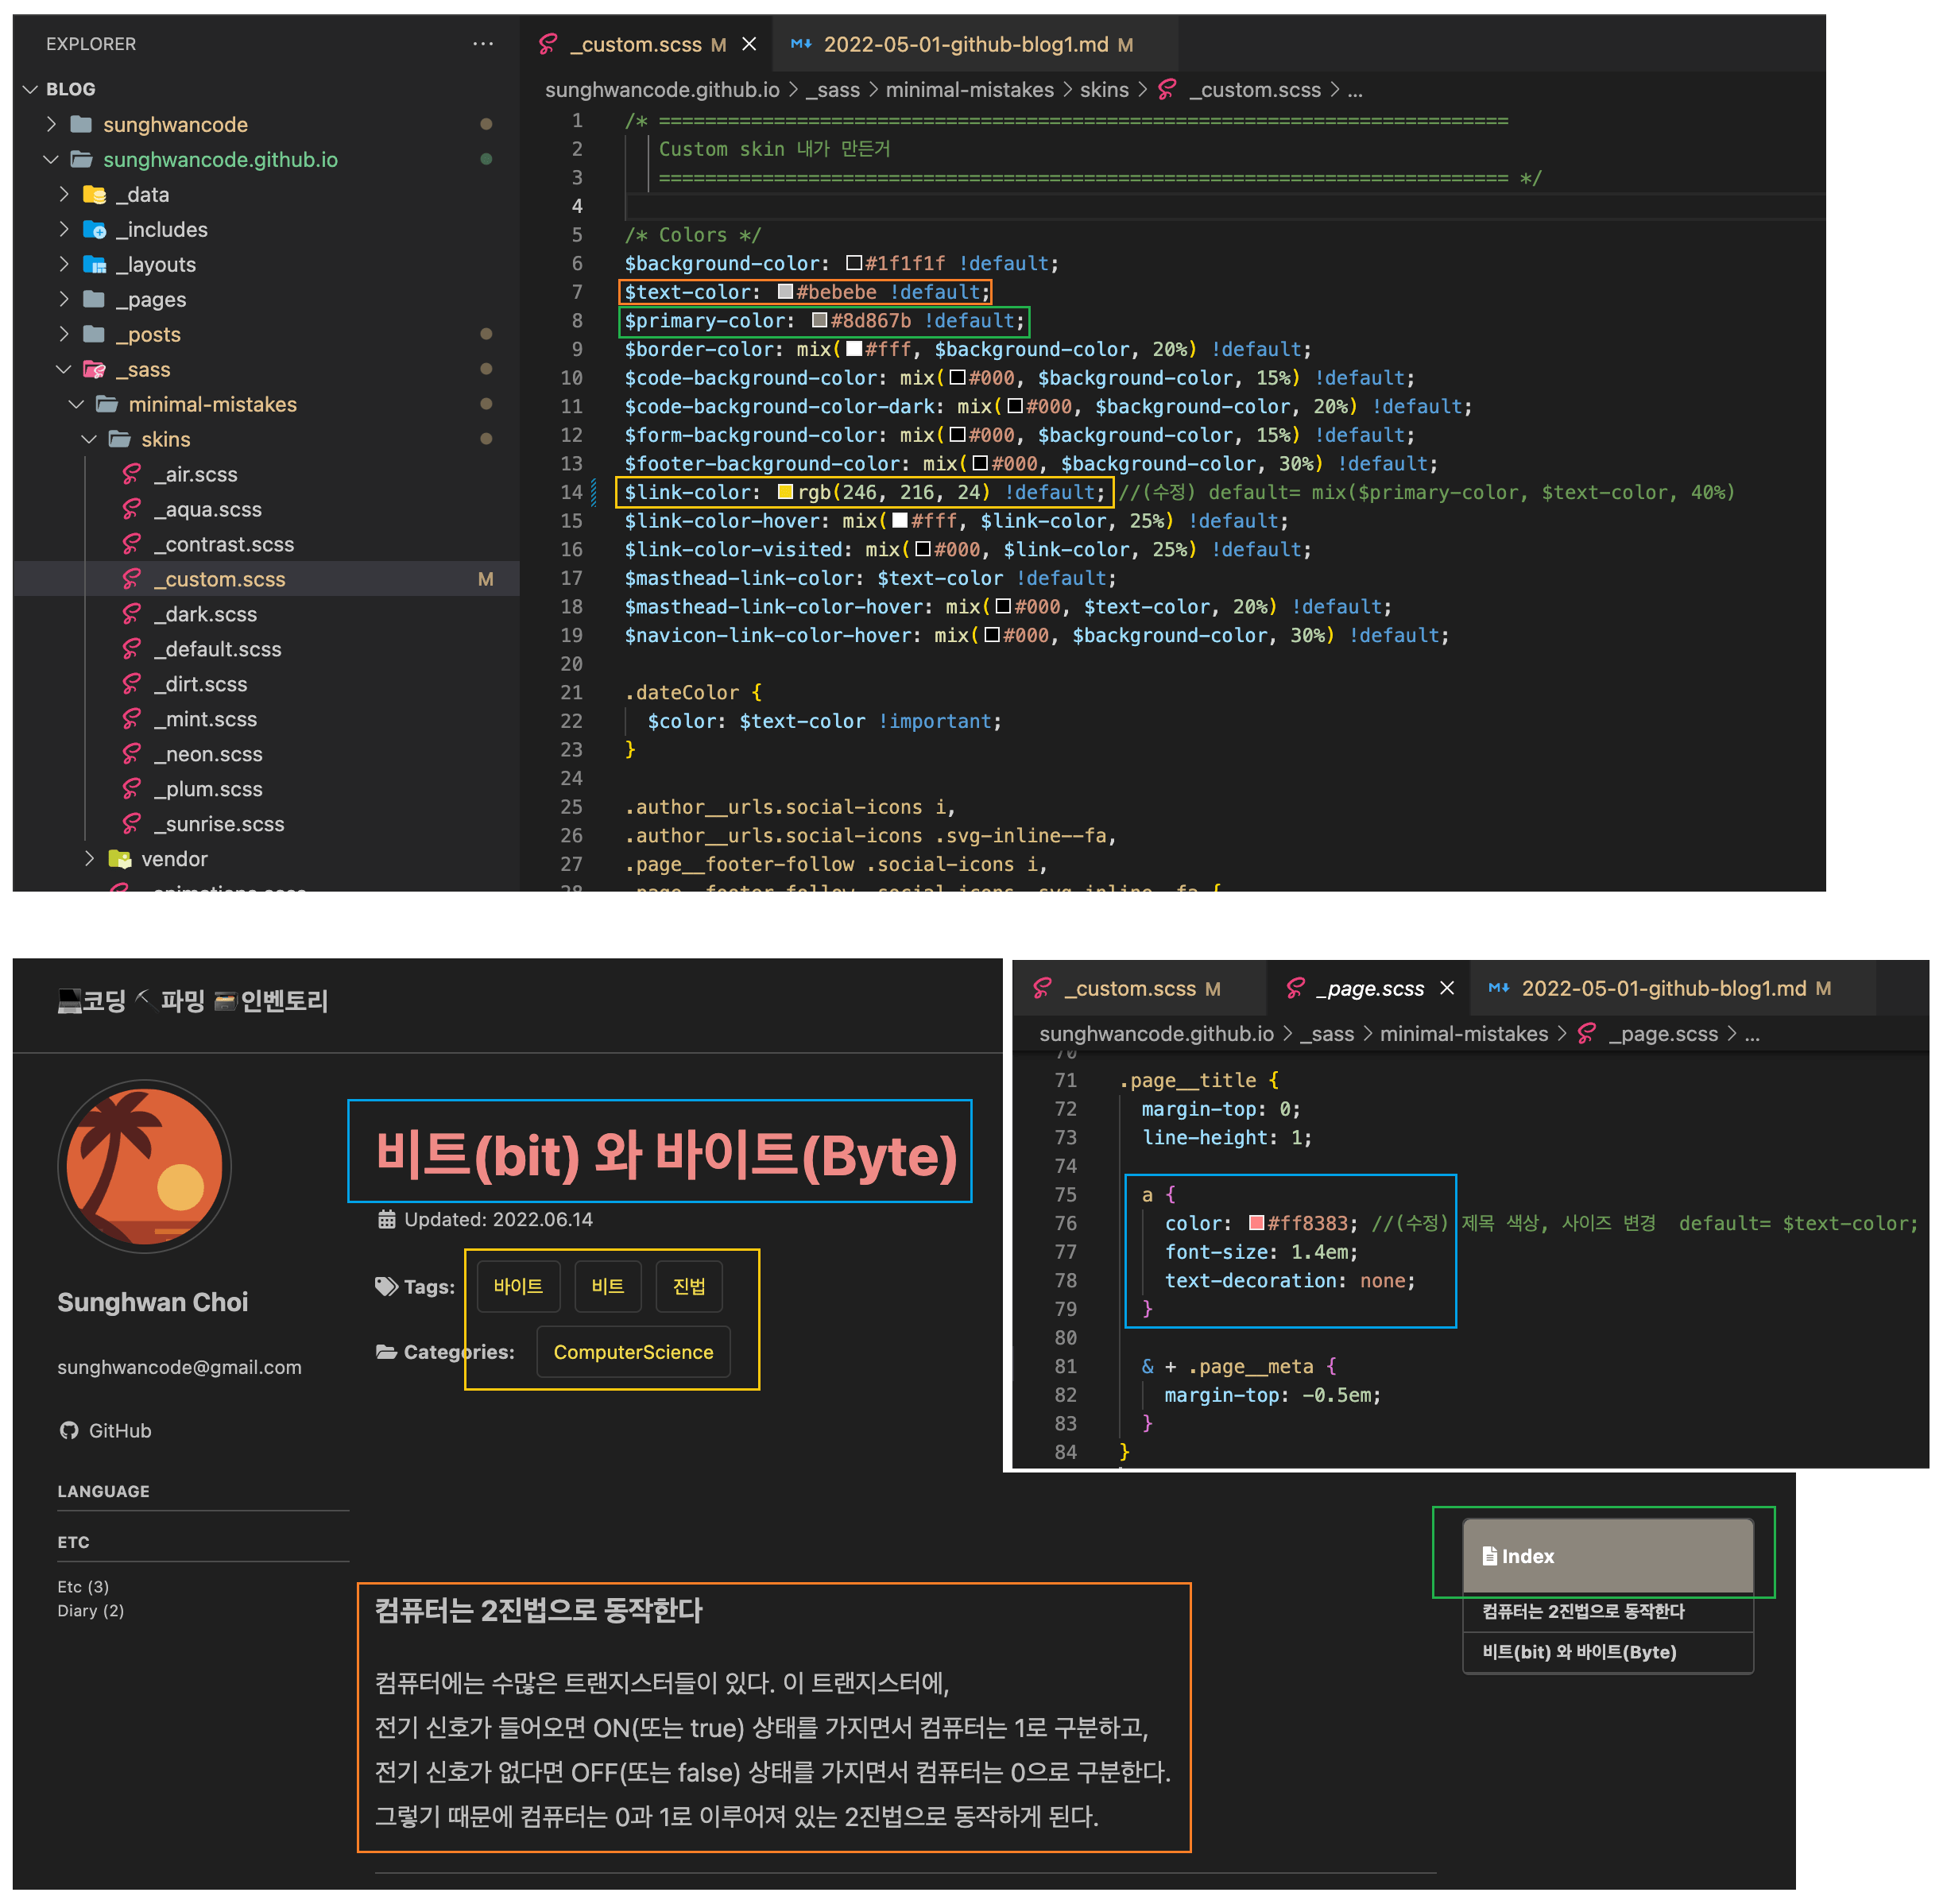 EXPLORER
BLOG
sunghwancode
sunghwancode.github.io
_data
_includes
_layouts
_pages
_posts
_sass
minimal-mistakes
skins
_air.scss
_aqua.scss
_contrast.scss
_custom.scss M
_dark.scss
_default.scss
_dirt.scss
_mint.scss
_neon.scss
_plum.scss
_sunrise.scss
vendor
_custom.scss M 2022-05-01-github-blog1.md M
sunghwancode.github.io > _sass > minimal-mistakes > skins > _custom.scss > ...
1 /* ==========================================================================
2 Custom skin 내가 만든거
3 ========================================================================== */
4
5 /* Colors */
6 $background-color: #1f1f1f !default;
7 $text-color: #bebebe !default;
8 $primary-color: #8d867b !default;
9 $border-color: mix(#fff, $background-color, 20%) !default;
10 $code-background-color: mix(#000, $background-color, 15%) !default;
11 $code-background-color-dark: mix(#000, $background-color, 20%) !default;
12 $form-background-color: mix(#000, $background-color, 15%) !default;
13 $footer-background-color: mix(#000, $background-color, 30%) !default;
14 $link-color: rgb(246, 216, 24) !default; //(수정) default= mix($primary-color, $text-color, 40%)
15 $link-color-hover: mix(#fff, $link-color, 25%) !default;
16 $link-color-visited: mix(#000, $link-color, 25%) !default;
17 $masthead-link-color: $text-color !default;
18 $masthead-link-color-hover: mix(#000, $text-color, 20%) !default;
19 $navicon-link-color-hover: mix(#000, $background-color, 30%) !default;
20
21 .dateColor {
22 $color: $text-color !important;
23 }
24
25 .author__urls.social-icons i,
26 .author__urls.social-icons .svg-inline--fa,
27 .page__footer-follow .social-icons i,
28 .page__footer-follow .social-icons .svg-inline--fa {
💻코딩 ⛏ 파밍 🗃인벤토리
Sunghwan Choi
sunghwancode@gmail.com
GitHub
LANGUAGE
ETC
Etc (3)
Diary (2)
비트(bit) 와 바이트(Byte)
Updated: 2022.06.14
Tags: 바이트 비트 진법
Categories: ComputerScience
_custom.scss M _page.scss 2022-05-01-github-blog1.md M
sunghwancode.github.io > _sass > minimal-mistakes > _page.scss > ...
70
71 .page__title {
72 margin-top: 0;
73 line-height: 1;
74
75 a {
76 color: #ff8383; //(수정) 제목 색상, 사이즈 변경 default= $text-color;
77 font-size: 1.4em;
78 text-decoration: none;
79 }
80
81 & + .page__meta {
82 margin-top: -0.5em;
83 }
84 }
컴퓨터는 2진법으로 동작한다
컴퓨터에는 수많은 트랜지스터들이 있다. 이 트랜지스터에,
전기 신호가 들어오면 ON(또는 true) 상태를 가지면서 컴퓨터는 1로 구분하고,
전기 신호가 없다면 OFF(또는 false) 상태를 가지면서 컴퓨터는 0으로 구분한다.
그렇기 때문에 컴퓨터는 0과 1로 이루어져 있는 2진법으로 동작하게 된다.
Index
컴퓨터는 2진법으로 동작한다
비트(bit) 와 바이트(Byte)